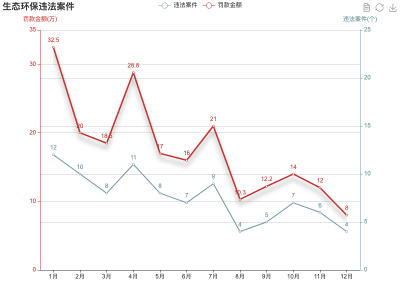 生态环保违法案件
违法案件
罚款金额
罚款金额(万)
违法案件(个)
35
30
20
10
0
25
20
15
10
5
0
32.5
20
18.5
28.8
17
16
21
10.3
12.2
14
12
8
12
10
8
11
8
7
9
4
5
7
6
4
1月
2月
3月
4月
5月
6月
7月
8月
9月
10月
11月
12月